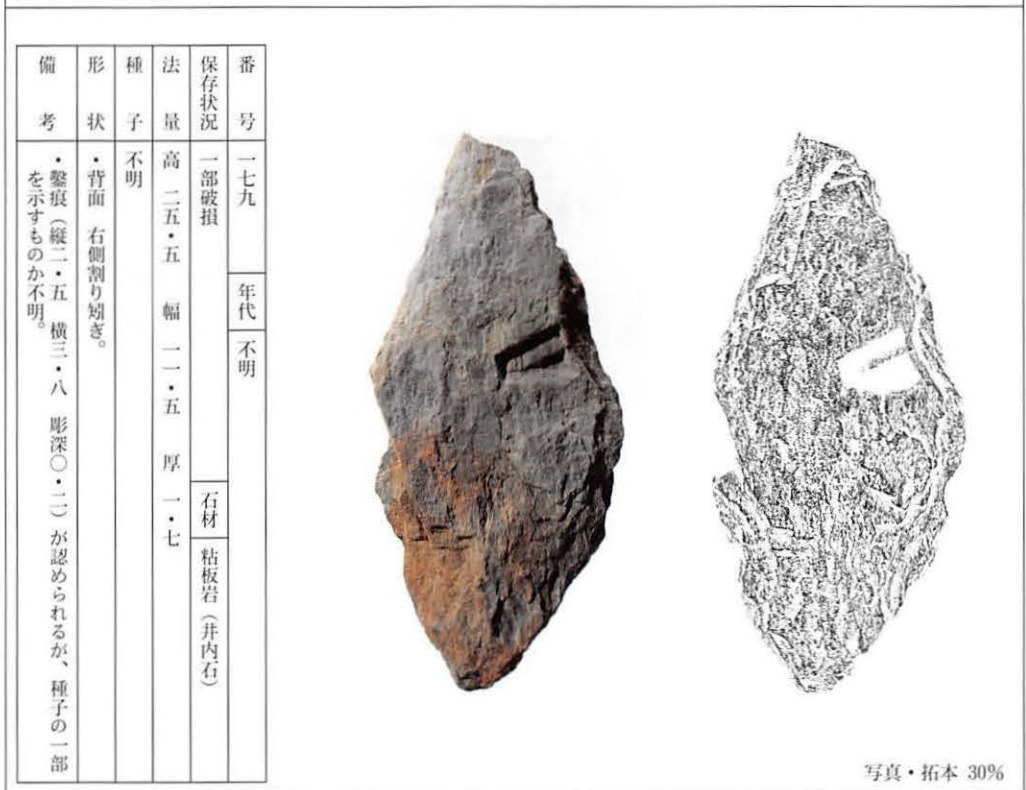 番号 一七九 年代 不明
保存状況 一部破損 石材 粘板岩(井内石)
法量 高 二五・五 幅 一一・五 厚 一・七
種子 不明
形状 ・背面 右側割り矧ぎ。
備考 ・鑿痕(縦二・五 横三・八 彫深〇・二)が認められるが、種子の一部
を示すものか不明。
写真・拓本 30%